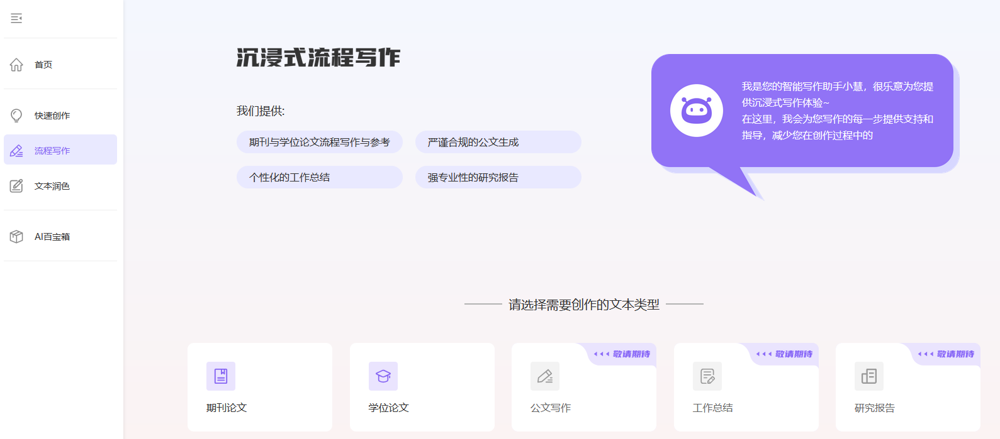 首页
快速创作
流程写作
文本润色
AI百宝箱
沉浸式流程写作
我们提供:
期刊与学位论文流程写作与参考
严谨合规的公文生成
个性化的工作总结
强专业性的研究报告
我是您的智能写作助手小慧，很乐意为您提
供沉浸式写作体验~
在这里，我会为您写作的每一步提供支持和
指导，减少您在创作过程中的
请选择需要创作的文本类型
期刊论文
学位论文
敬请期待
公文写作
敬请期待
工作总结
敬请期待
研究报告